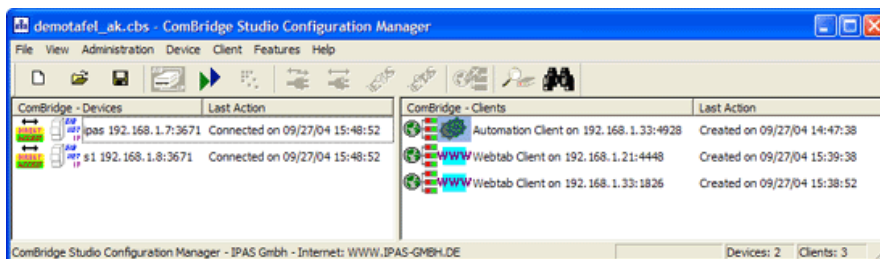 demotafel_ak.cbs - ComBridge Studio Configuration Manager
File View Administration Device Client Features Help
ComBridge - Devices Last Action ComBridge - Clients Last Action
ipas 192.168.1.7:3671 Connected on 09/27/04 15:48:52 Automation Client on 192.168.1.33:4928 Created on 09/27/04 14:47:38
s1 192.168.1.8:3671 Connected on 09/27/04 15:48:52 WWW Webtab Client on 192.168.1.21:4448 Created on 09/27/04 15:39:38
WWW Webtab Client on 192.168.1.33:1826 Created on 09/27/04 15:38:52
ComBridge Studio Configuration Manager - IPAS Gmbh - Internet: WWW.IPAS-GMBH.DE Devices: 2 Clients: 3